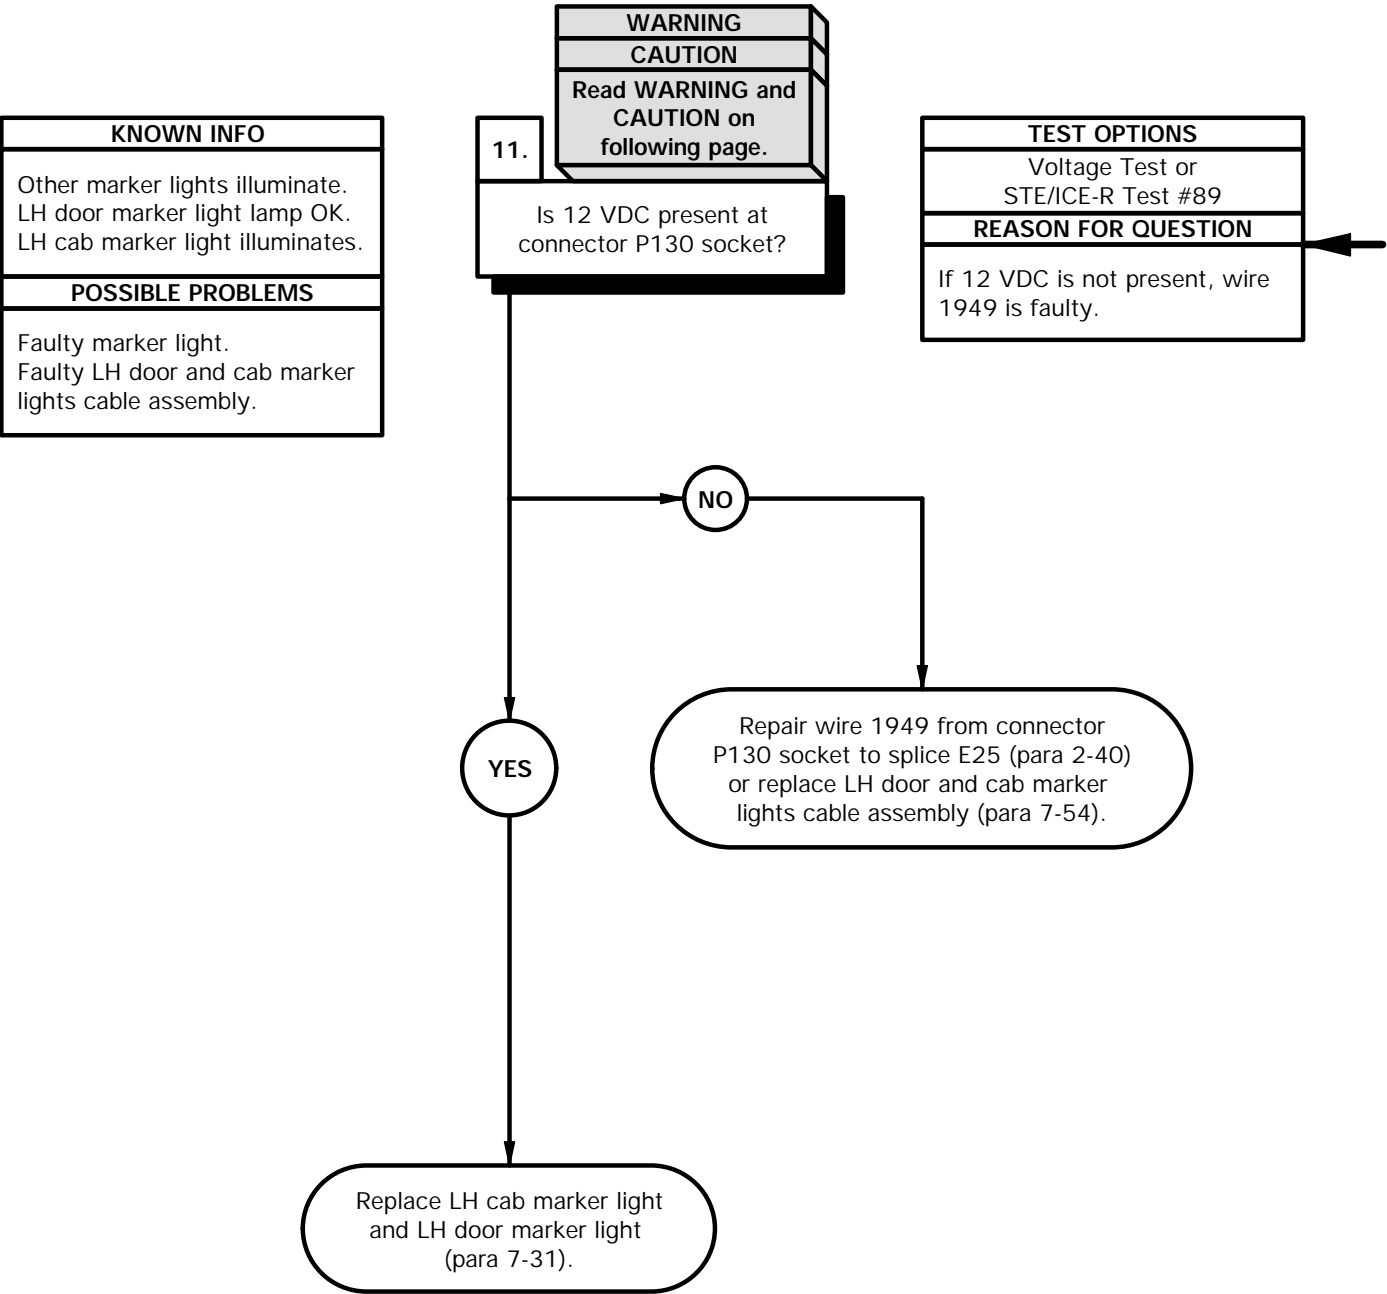 WARNING
CAUTION
Read WARNING and
CAUTION on
following page.
KNOWN INFO
Other marker lights illuminate.
LH door marker light lamp OK.
LH cab marker light illuminates.
POSSIBLE PROBLEMS
Faulty marker light.
Faulty LH door and cab marker
lights cable assembly.
11.
Is 12 VDC present at
connector P130 socket?
TEST OPTIONS
Voltage Test or
STE/ICE-R Test #89
REASON FOR QUESTION
If 12 VDC is not present, wire
1949 is faulty.
NO
YES
Repair wire 1949 from connector
P130 socket to splice E25 (para 2-40)
or replace LH door and cab marker
lights cable assembly (para 7-54).
Replace LH cab marker light
and LH door marker light
(para 7-31).